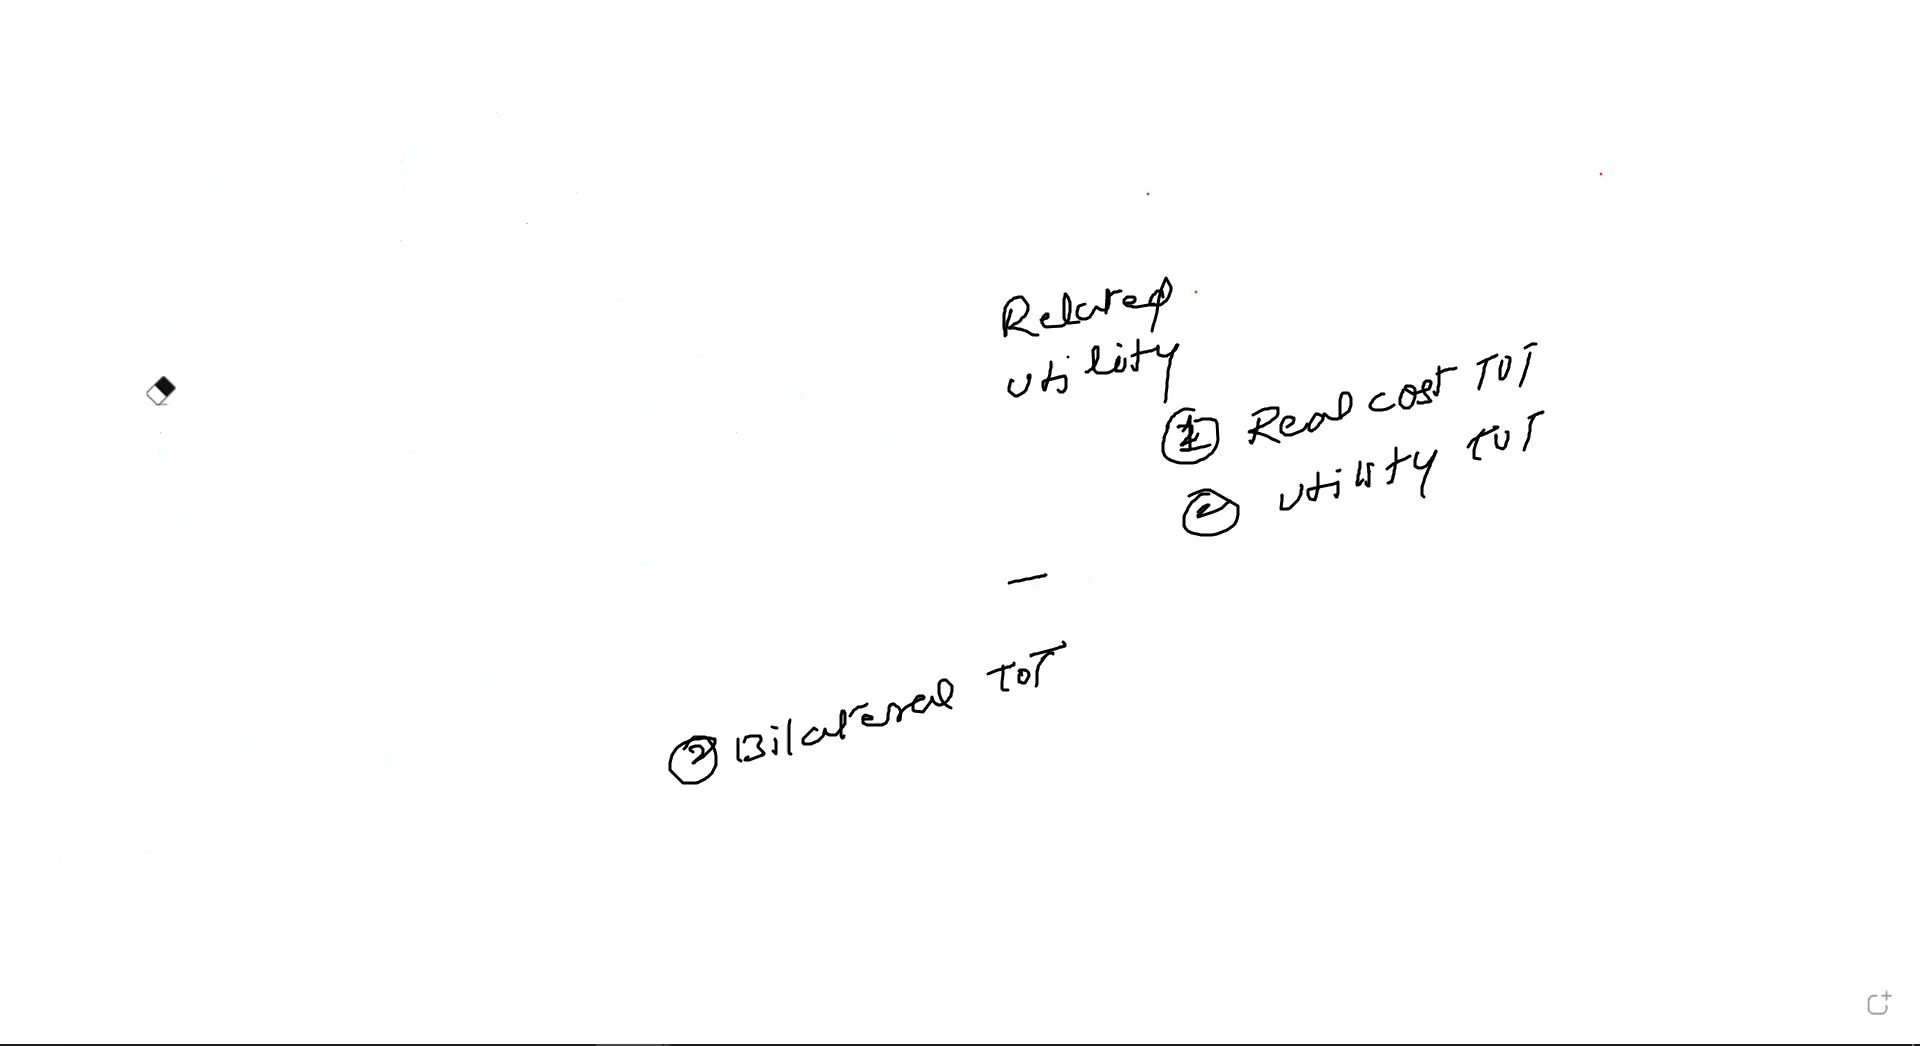 Related
utility
① Real cost TOT
② utility TOT
—
② Bilateral TOT